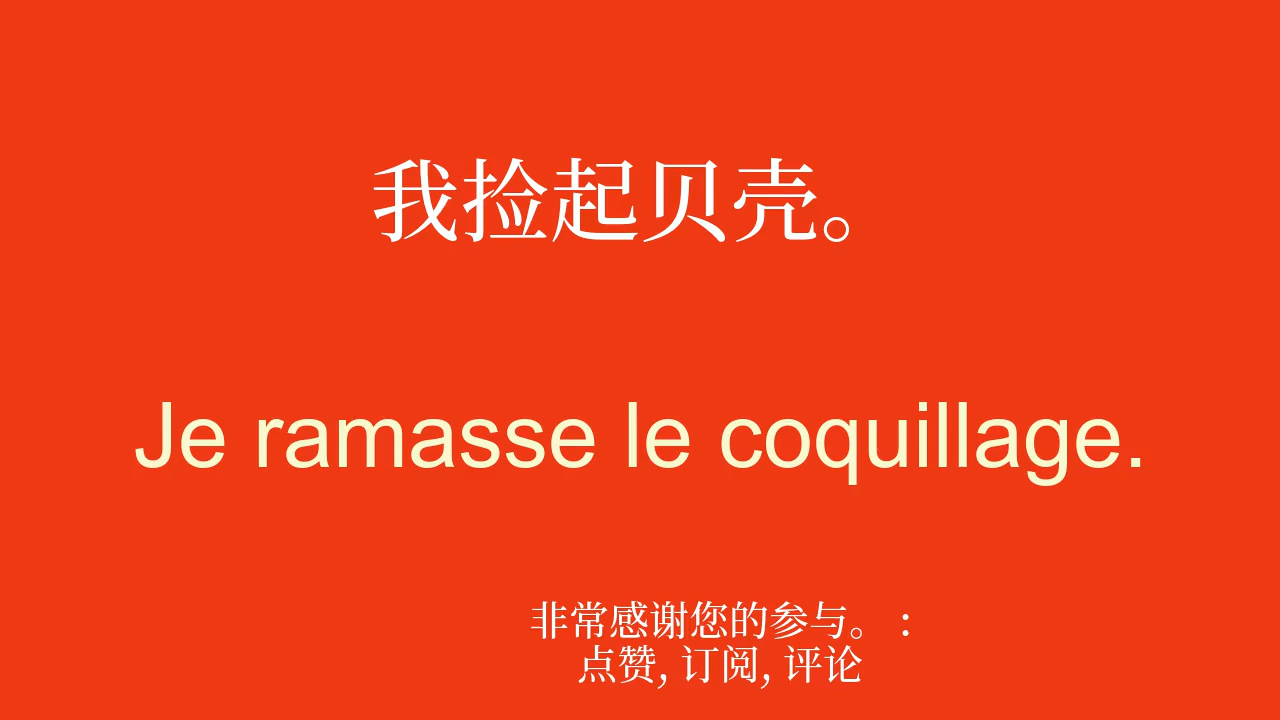 我捡起贝壳。
Je ramasse le coquillage.
非常感谢您的参与。 :
点赞, 订阅, 评论